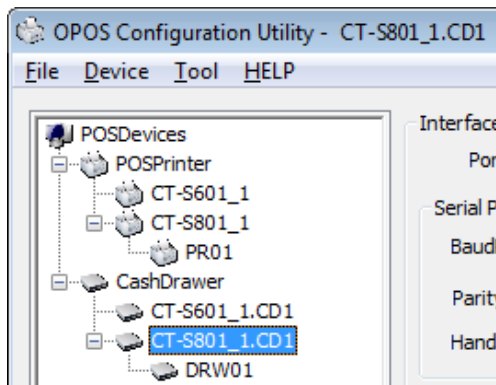 OPOS Configuration Utility - CT-S801_1.CD1
File Device Tool HELP
POSDevices
POSPrinter
CT-S601_1
CT-S801_1
PR01
CashDrawer
CT-S601_1.CD1
CT-S801_1.CD1
DRW01
Interface
Por
Serial P
Baud
Parity
Hand